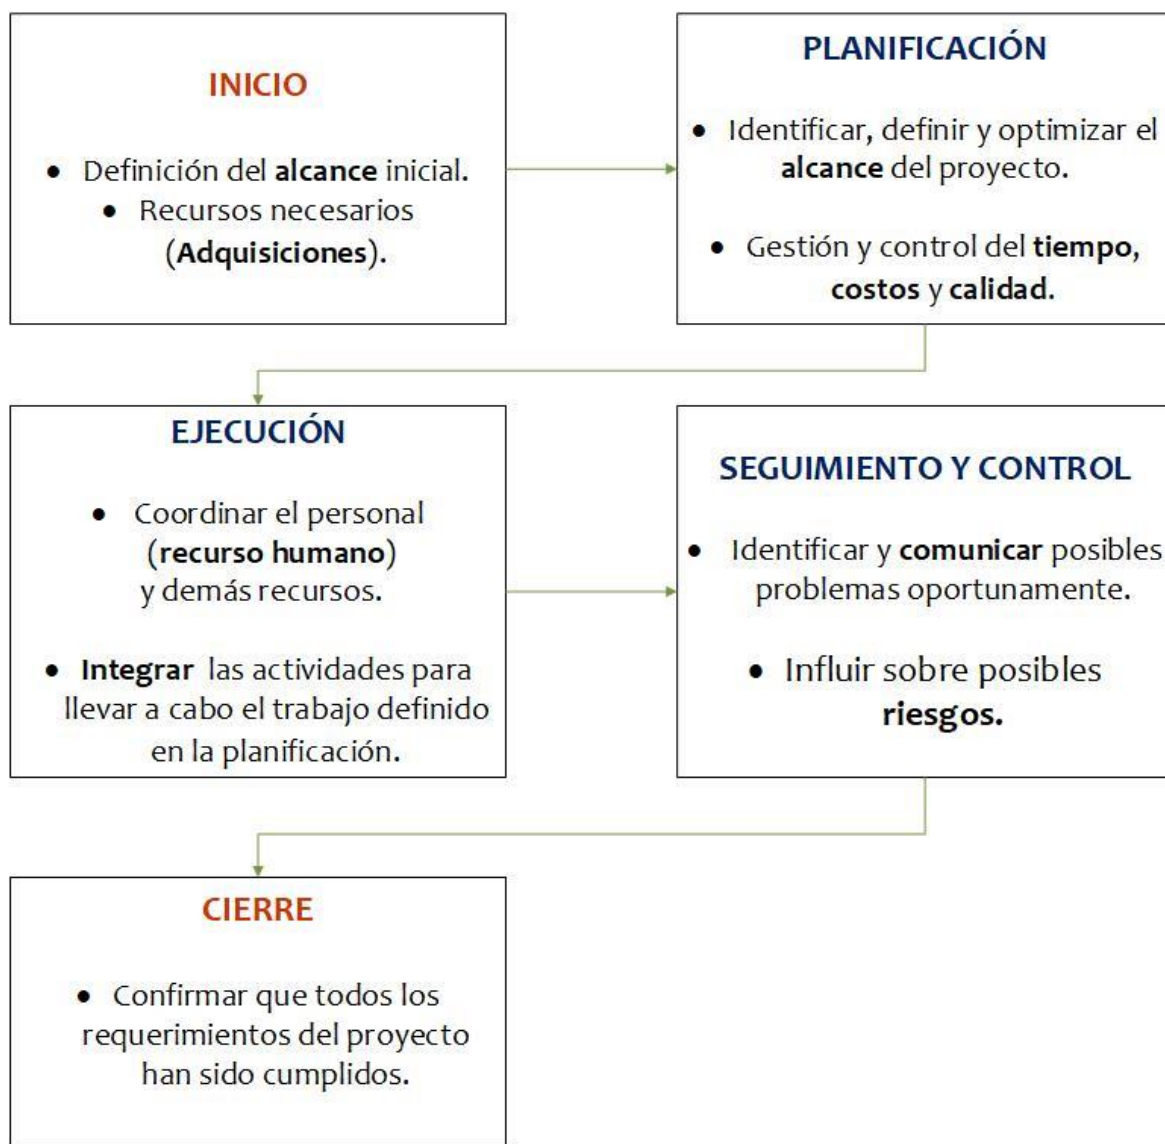 INICIO
● Definición del alcance inicial.
● Recursos necesarios
(Adquisiciones).
PLANIFICACIÓN
● Identificar, definir y optimizar el
alcance del proyecto.
● Gestión y control del tiempo,
costos y calidad.
EJECUCIÓN
● Coordinar el personal
(recurso humano)
y demás recursos.
● Integrar las actividades para
llevar a cabo el trabajo definido
en la planificación.
SEGUIMIENTO Y CONTROL
● Identificar y comunicar posibles
problemas oportunamente.
● Influir sobre posibles
riesgos.
CIERRE
● Confirmar que todos los
requerimientos del proyecto
han sido cumplidos.